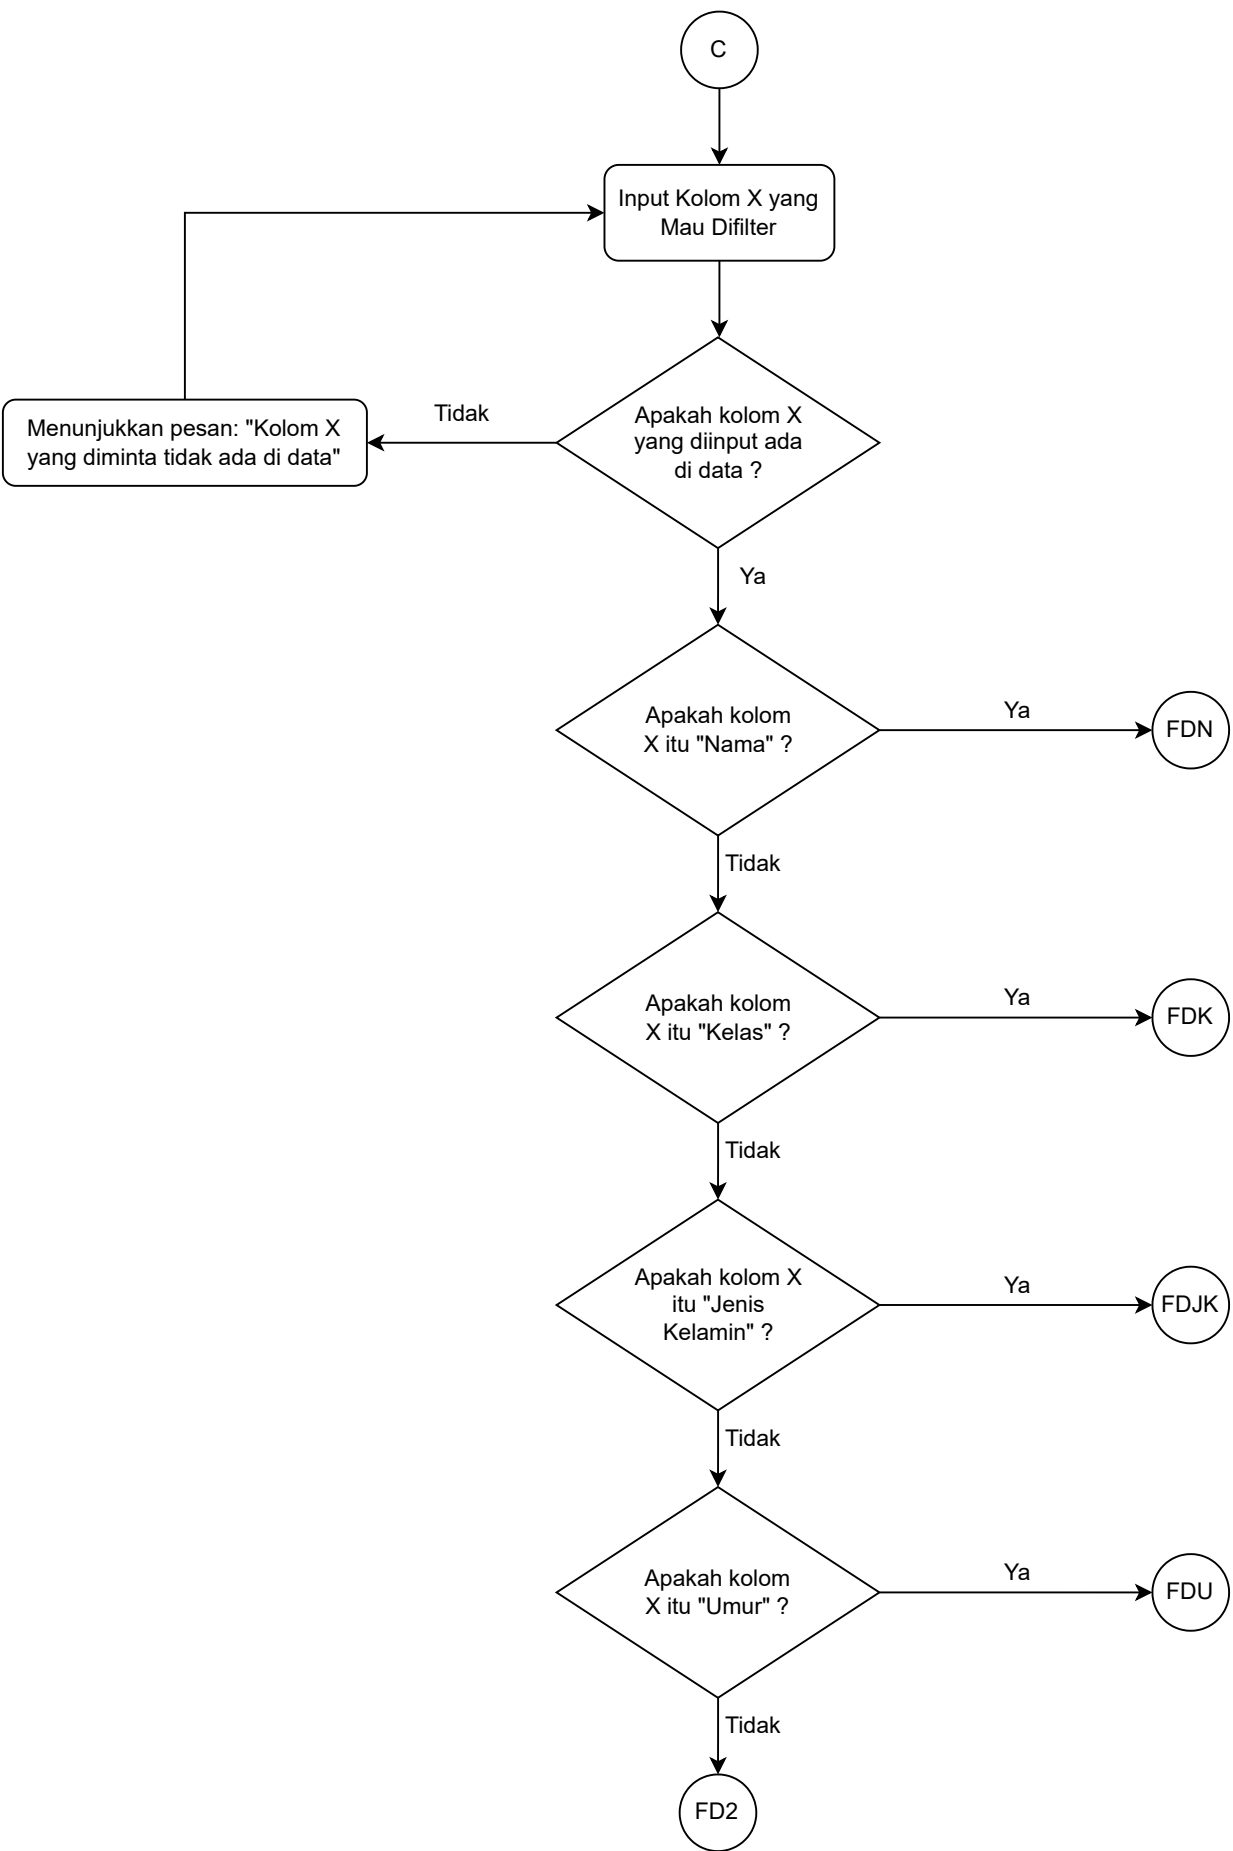 C
Input Kolom X yang
Mau Difilter
Apakah kolom X
yang diinput ada
di data ?
Tidak
Menunjukkan pesan: "Kolom X
yang diminta tidak ada di data"
Ya
Apakah kolom
X itu "Nama" ?
Ya
FDN
Tidak
Apakah kolom
X itu "Kelas" ?
Ya
FDK
Tidak
Apakah kolom X
itu "Jenis
Kelamin" ?
Ya
FDJK
Tidak
Apakah kolom
X itu "Umur" ?
Ya
FDU
Tidak
FD2